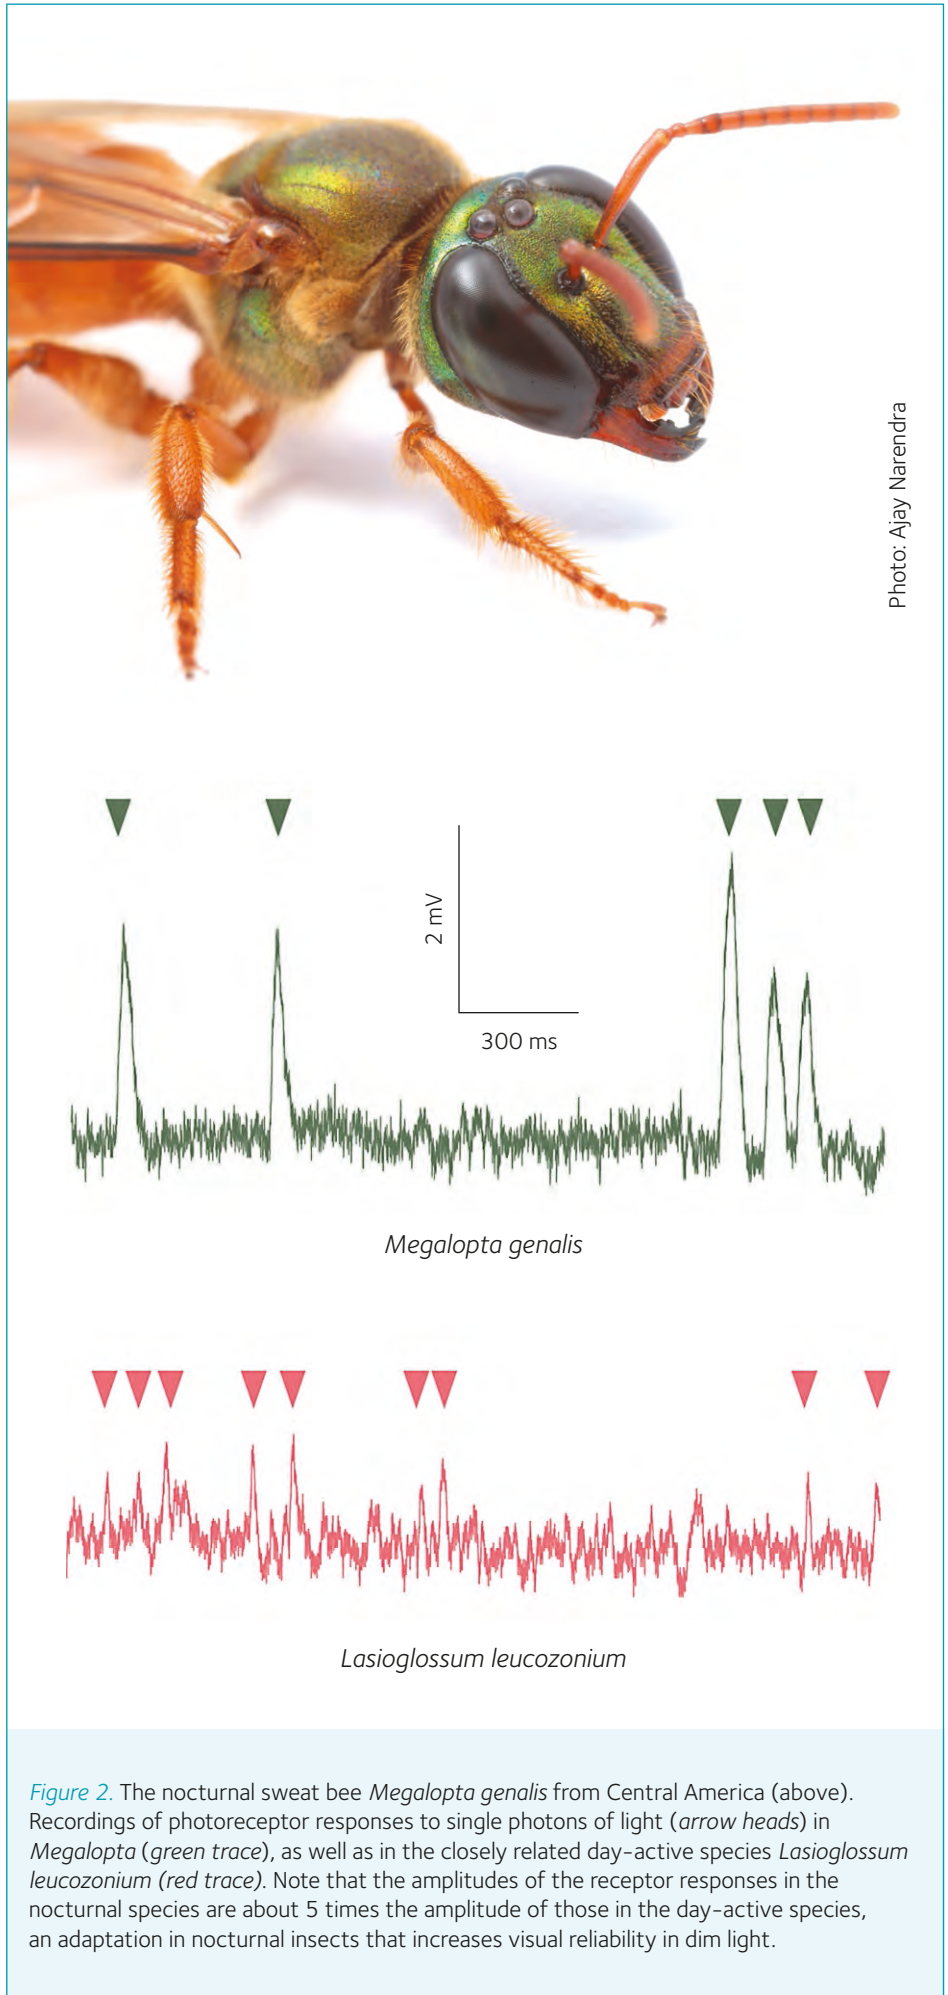 Photo: Ajay Narendra
2 mV
300 ms
Megalopta genalis
Lasioglossum leucozonium
Figure 2. The nocturnal sweat bee Megalopta genalis from Central America (above).
Recordings of photoreceptor responses to single photons of light (arrow heads) in
Megalopta (green trace), as well as in the closely related day-active species Lasioglossum
leucozonium (red trace). Note that the amplitudes of the receptor responses in the
nocturnal species are about 5 times the amplitude of those in the day-active species,
an adaptation in nocturnal insects that increases visual reliability in dim light.